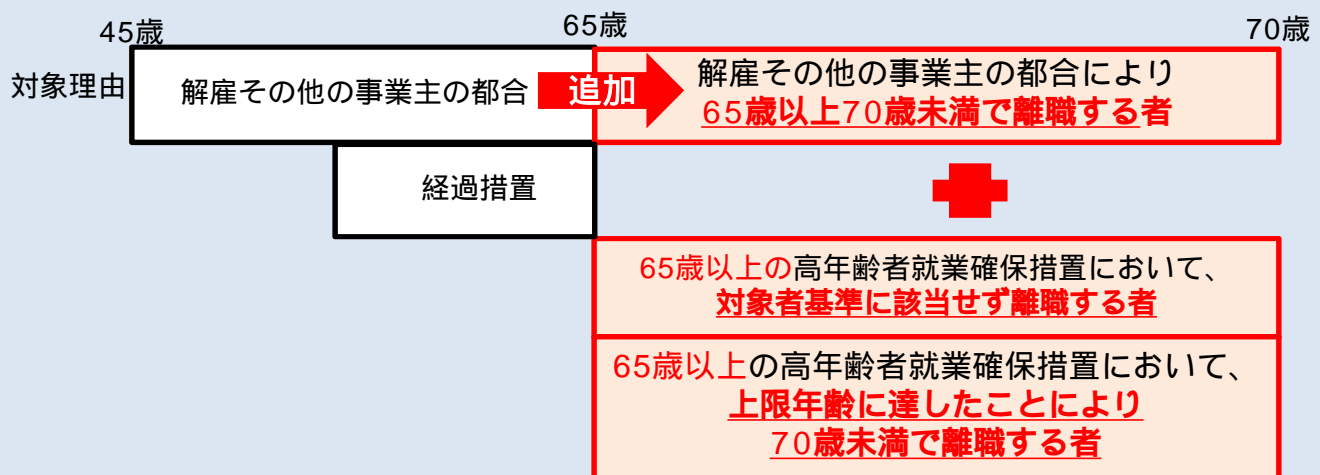 45歳
65歳
70歳
対象理由
解雇その他の事業主の都合
追加
解雇その他の事業主の都合により
65歳以上70歳未満で離職する者
経過措置
65歳以上の高年齢者就業確保措置において、
対象者基準に該当せず離職する者
65歳以上の高年齢者就業確保措置において、
上限年齢に達したことにより
70歳未満で離職する者